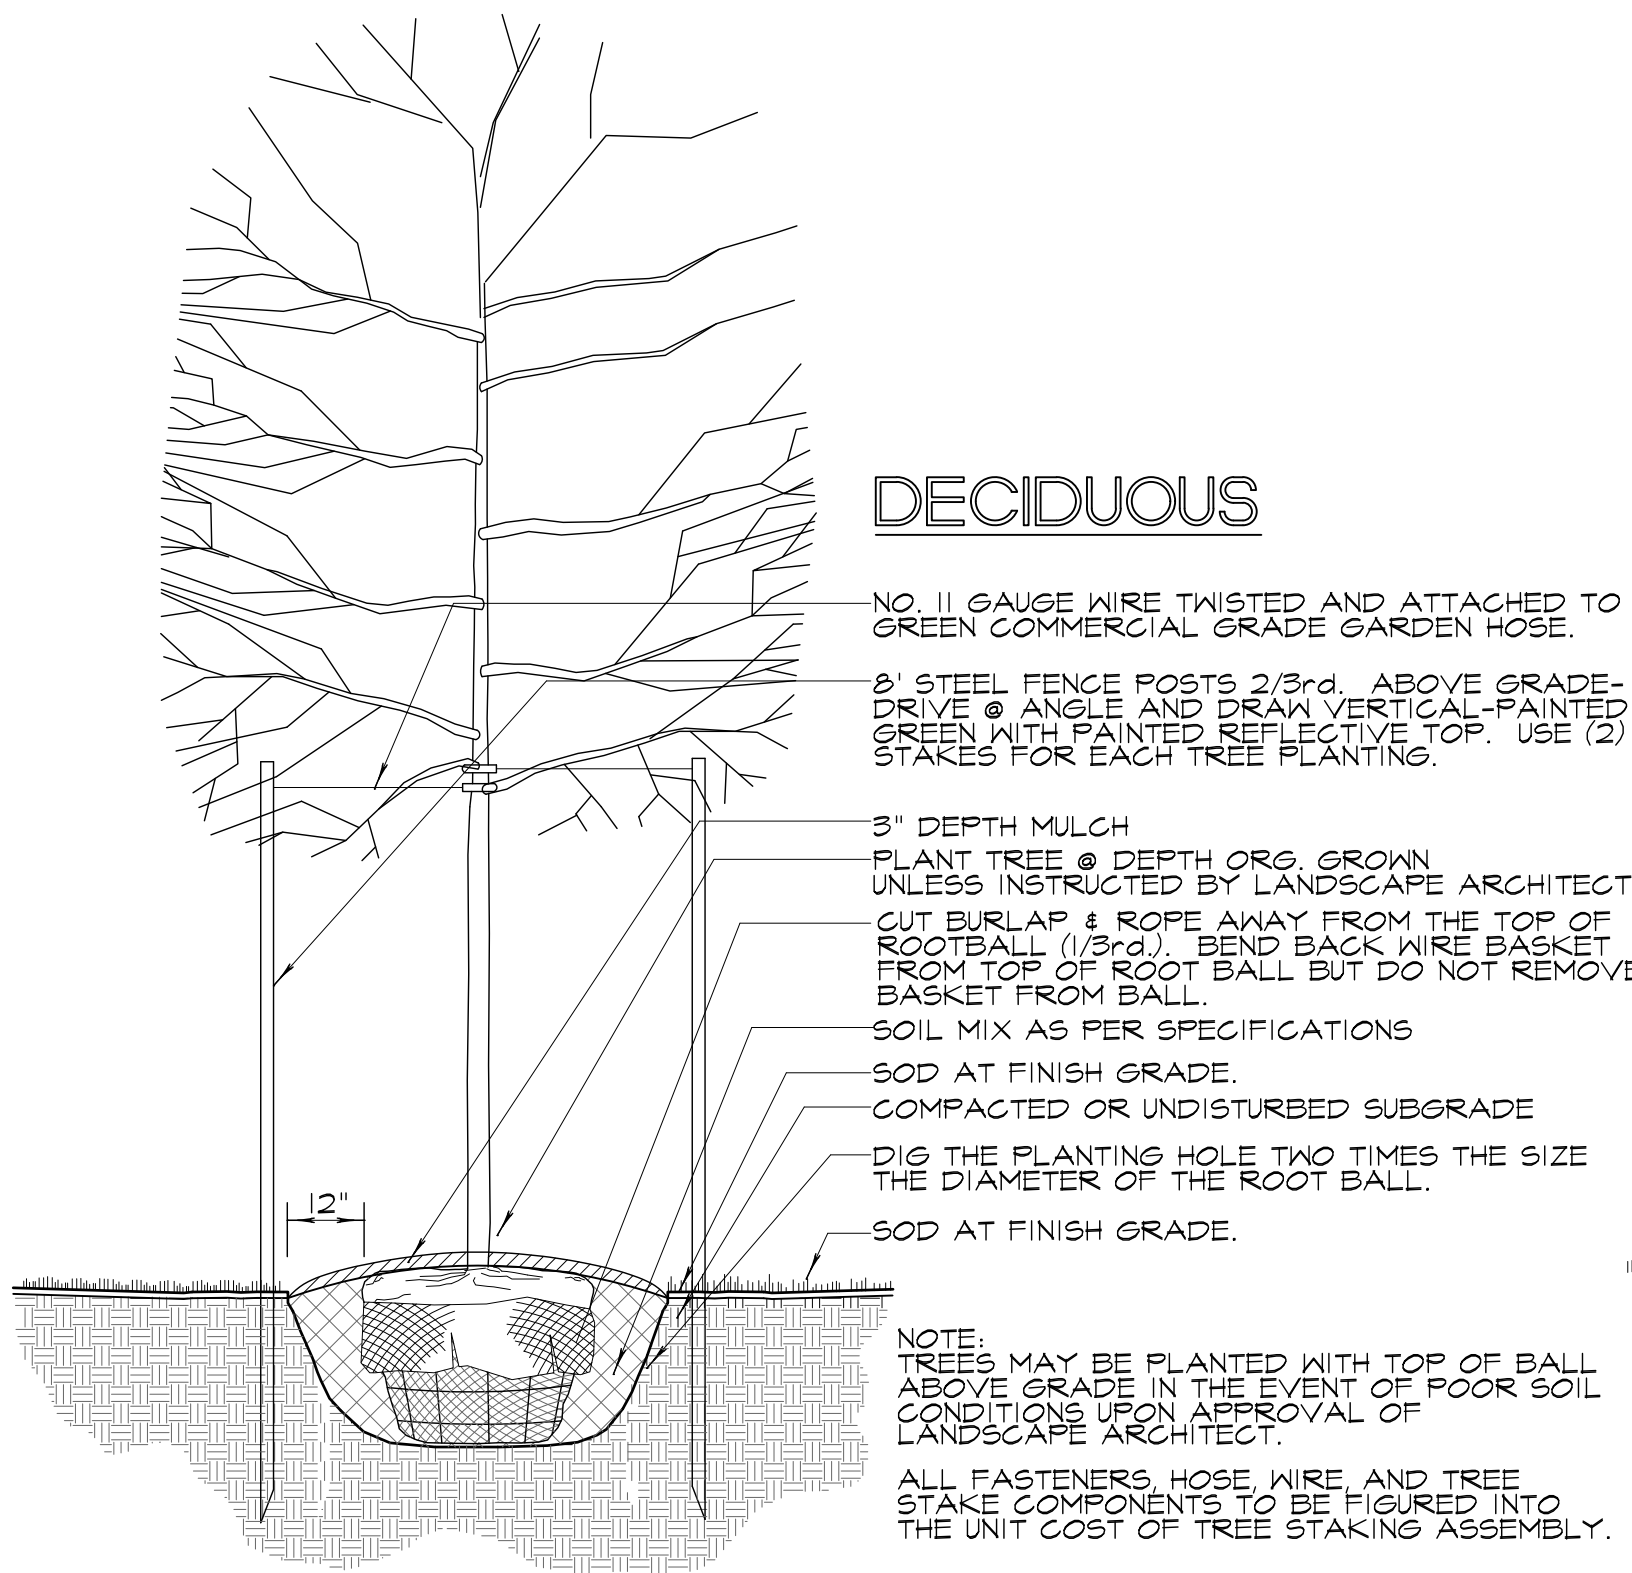 DECIDUOUS
NO. 11 GAUGE WIRE TWISTED AND ATTACHED TO
GREEN COMMERCIAL GRADE GARDEN HOSE.
8' STEEL FENCE POSTS 2/3rd. ABOVE GRADE-
DRIVE @ ANGLE AND DRAW VERTICAL-PAINTED
GREEN WITH PAINTED REFLECTIVE TOP. USE (2)
STAKES FOR EACH TREE PLANTING.
3" DEPTH MULCH
PLANT TREE @ DEPTH ORG. GROWN
UNLESS INSTRUCTED BY LANDSCAPE ARCHITECT
CUT BURLAP & ROPE AWAY FROM THE TOP OF
ROOTBALL (1/3rd.). BEND BACK WIRE BASKET
FROM TOP OF ROOT BALL BUT DO NOT REMOVE
BASKET FROM BALL.
SOIL MIX AS PER SPECIFICATIONS
SOD AT FINISH GRADE.
COMPACTED OR UNDISTURBED SUBGRADE
DIG THE PLANTING HOLE TWO TIMES THE SIZE
THE DIAMETER OF THE ROOT BALL.
12"
SOD AT FINISH GRADE.
NOTE:
TREES MAY BE PLANTED WITH TOP OF BALL
ABOVE GRADE IN THE EVENT OF POOR SOIL
CONDITIONS UPON APPROVAL OF
LANDSCAPE ARCHITECT.
ALL FASTENERS, HOSE, WIRE, AND TREE
STAKE COMPONENTS TO BE FIGURED INTO
THE UNIT COST OF TREE STAKING ASSEMBLY.